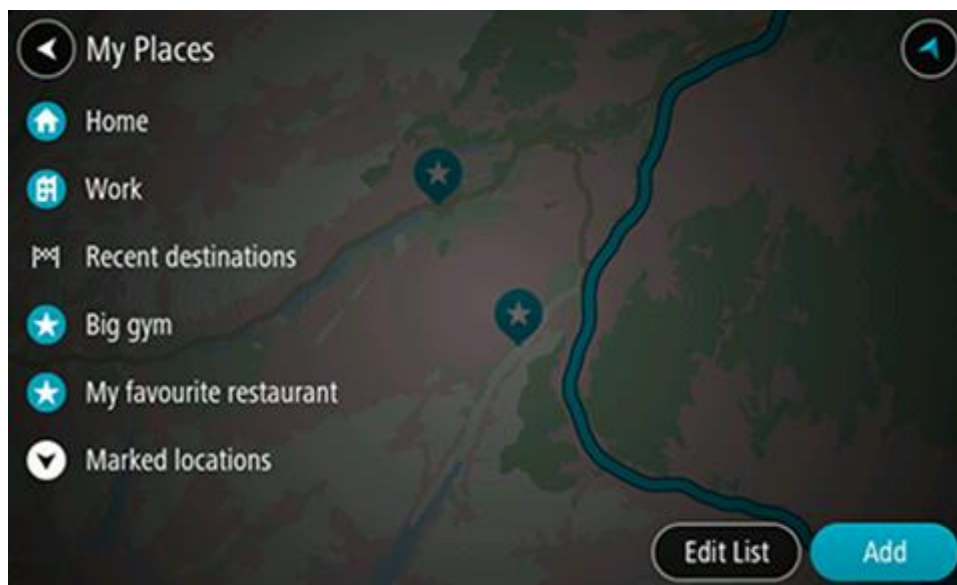 My Places
Home
Work
Recent destinations
Big gym
My favourite restaurant
Marked locations
Edit List
Add